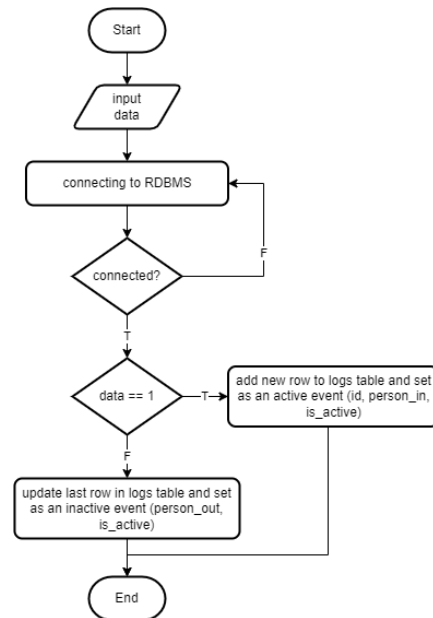 Start
input
data
connecting to RDBMS
F
connected?
T
add new row to logs table and set
as an active event (id, person_in,
is_active)
data == 1
T
F
update last row in logs table and set
as an inactive event (person_out,
is_active)
End